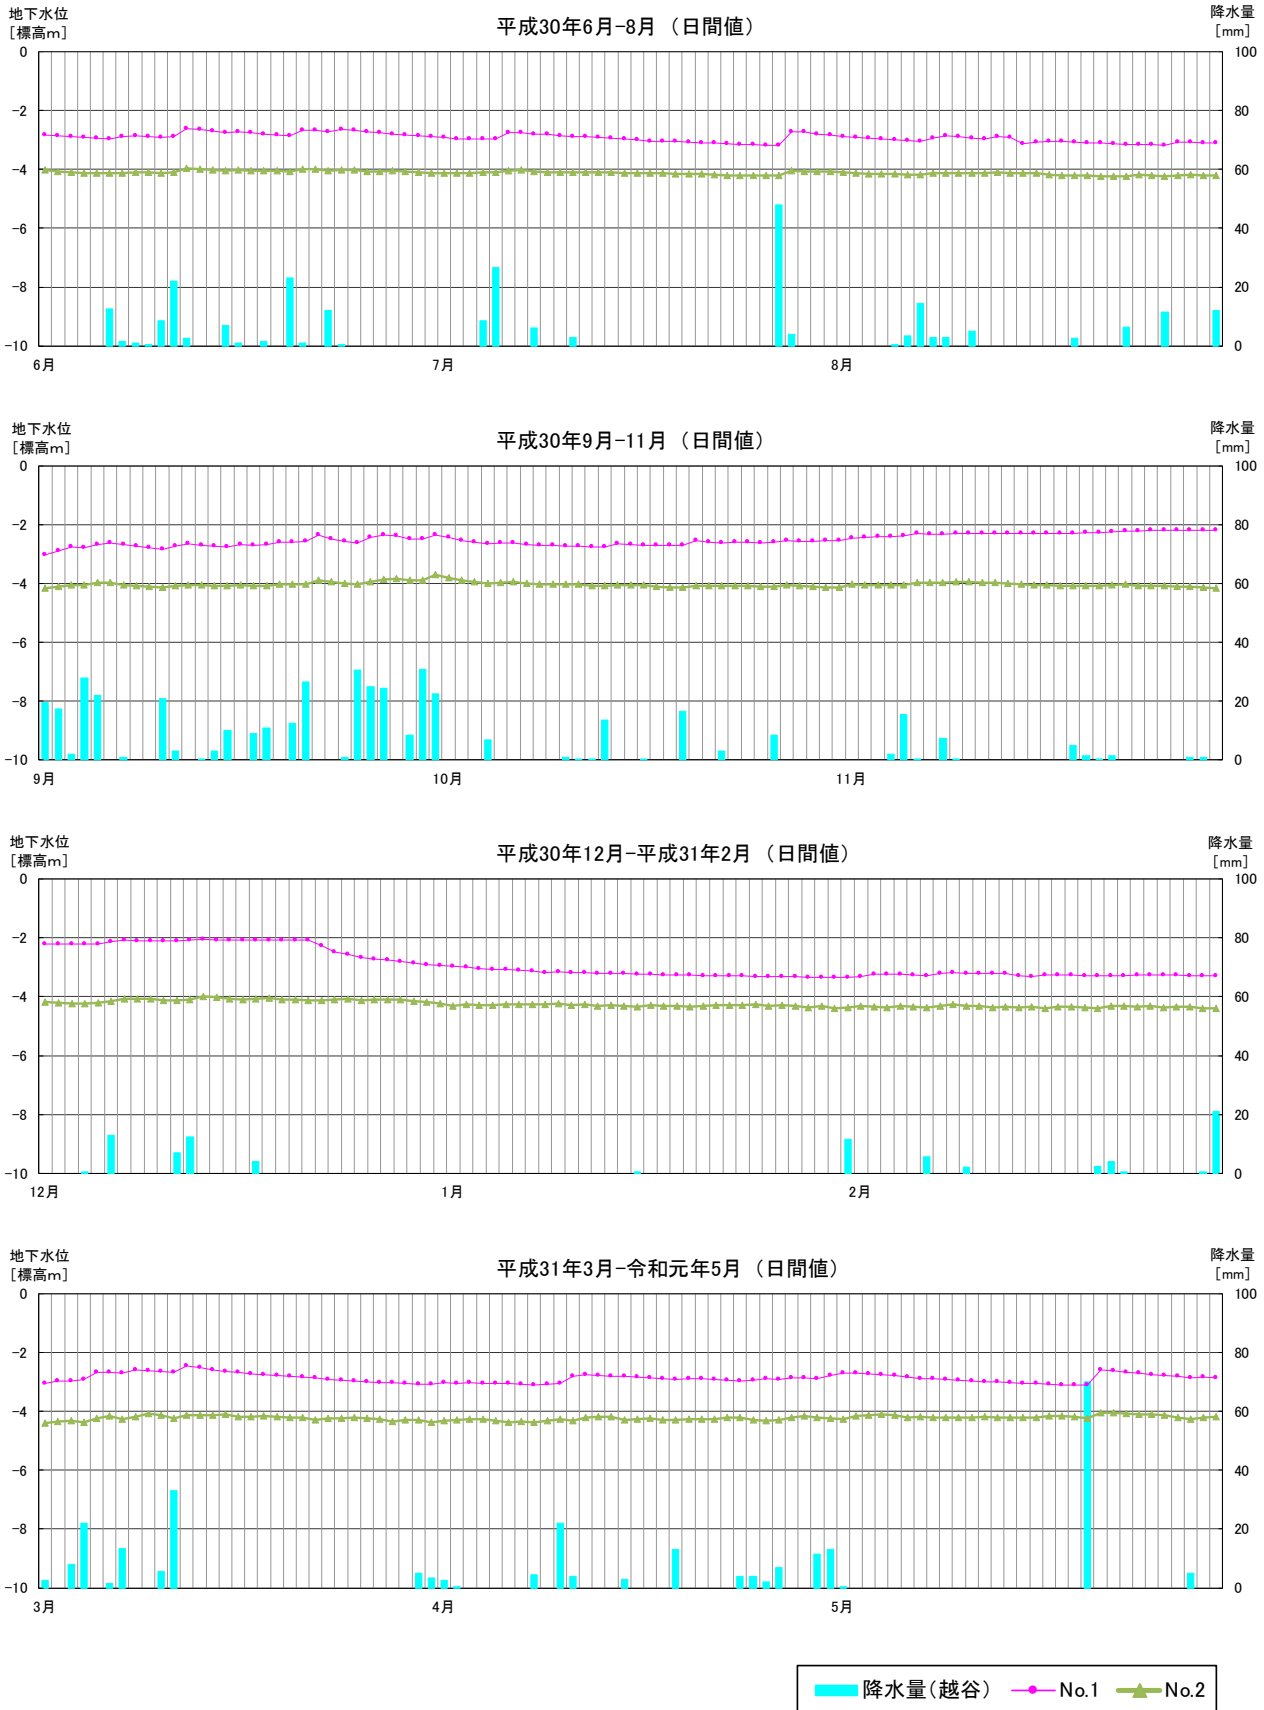 地下水位
[標高m]
平成30年6月-8月 (日間値)
降水量
[mm]
0
100
-2
80
-4
60
-6
40
-8
20
-10
0
6月
7月
8月
地下水位
[標高m]
平成30年9月-11月 (日間値)
降水量
[mm]
0
100
-2
80
-4
60
-6
40
-8
20
-10
0
9月
10月
11月
地下水位
[標高m]
平成30年12月-平成31年2月 (日間値)
降水量
[mm]
0
100
-2
80
-4
60
-6
40
-8
20
-10
0
12月
1月
2月
地下水位
[標高m]
平成31年3月-令和元年5月 (日間値)
降水量
[mm]
0
100
-2
80
-4
60
-6
40
-8
20
-10
0
3月
4月
5月
降水量(越谷) No.1 No.2